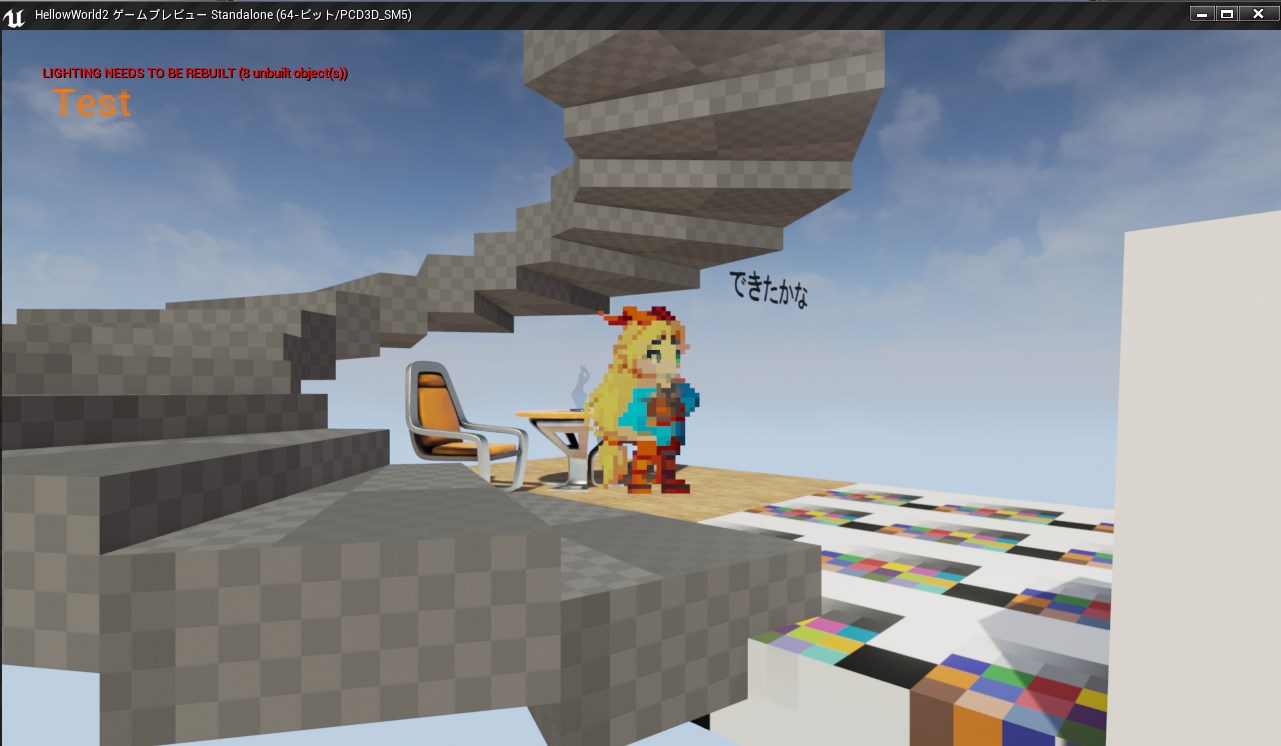 HellowWorld2 ゲームプレビュー Standalone (64-ビット/PCD3D_SM5)
LIGHTING NEEDS TO BE REBUILT (8 unbuilt object(s))
Test
できたかな